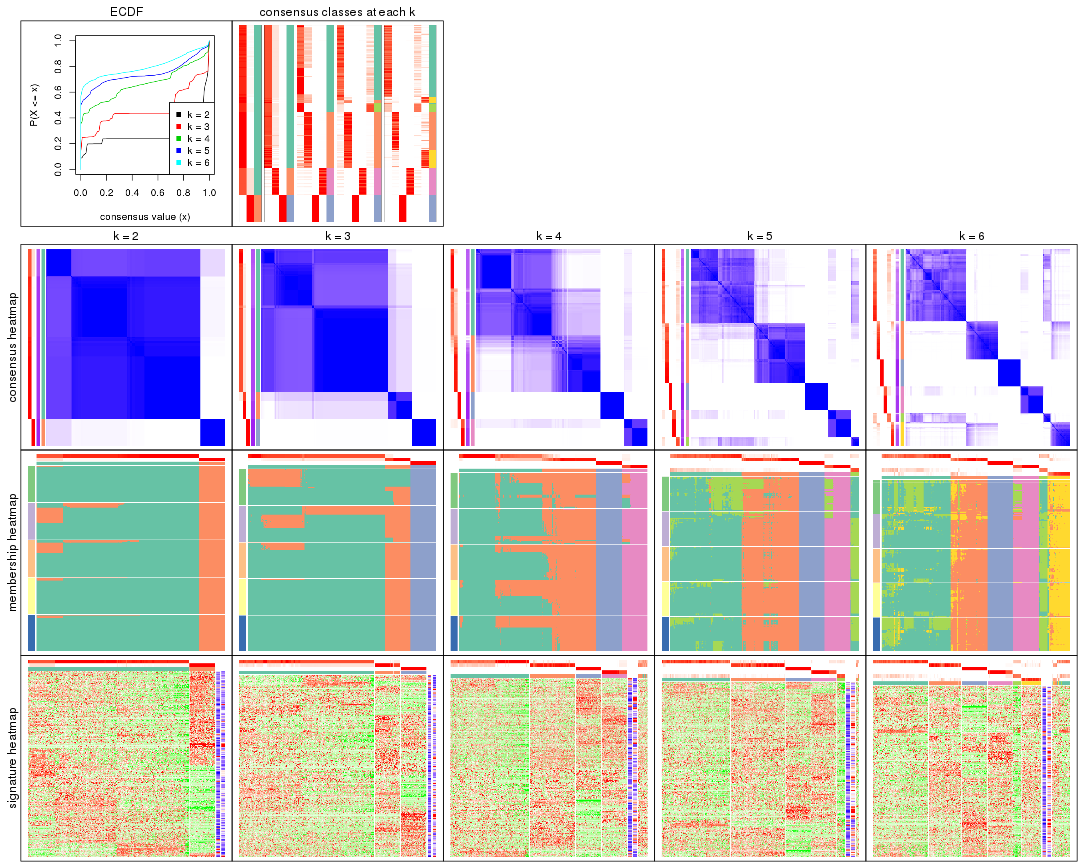 ECDF
consensus classes at each k
P(X <= x)
1.0
0.8
0.6
0.4
0.2
0.0
k = 2
k = 3
k = 4
k = 5
k = 6
0.0 0.2 0.4 0.6 0.8 1.0
consensus value (x)
k = 2
k = 3
k = 4
k = 5
k = 6
consensus heatmap
membership heatmap
signature heatmap